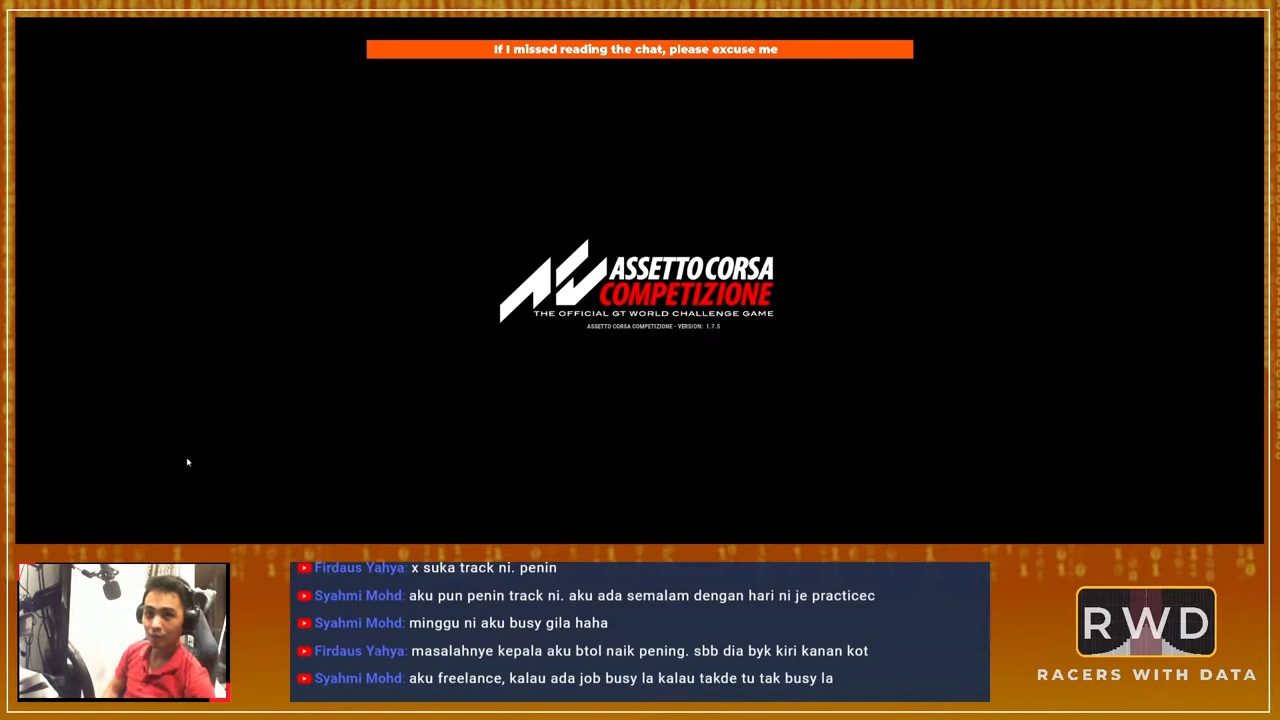 If I missed reading the chat, please excuse me
ASSETTO CORSA
COMPETIZIONE
THE OFFICIAL GT WORLD CHALLENGE GAME
ASSETTO CORSA COMPETIZIONE - VERSION: 1.7.5
Firdaus Yahya: x suka track ni. penin
Syahmi Mohd: aku pun penin track ni. aku ada semalam dengan hari ni je practicec
Syahmi Mohd: minggu ni aku busy gila haha
Firdaus Yahya: masalahnye kepala aku btol naik pening. sbb dia byk kiri kanan kot
Syahmi Mohd: aku freelance, kalau ada job busy la kalau takde tu tak busy la
RWD
RACERS WITH DATA